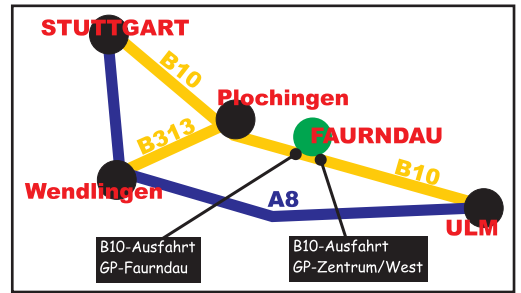 STUTTGART
B10
Plochingen
B313
FAURNDAU
B10
Wendlingen
A8
ULM
B10-Ausfahrt
GP-Faurndau
B10-Ausfahrt
GP-Zentrum/West